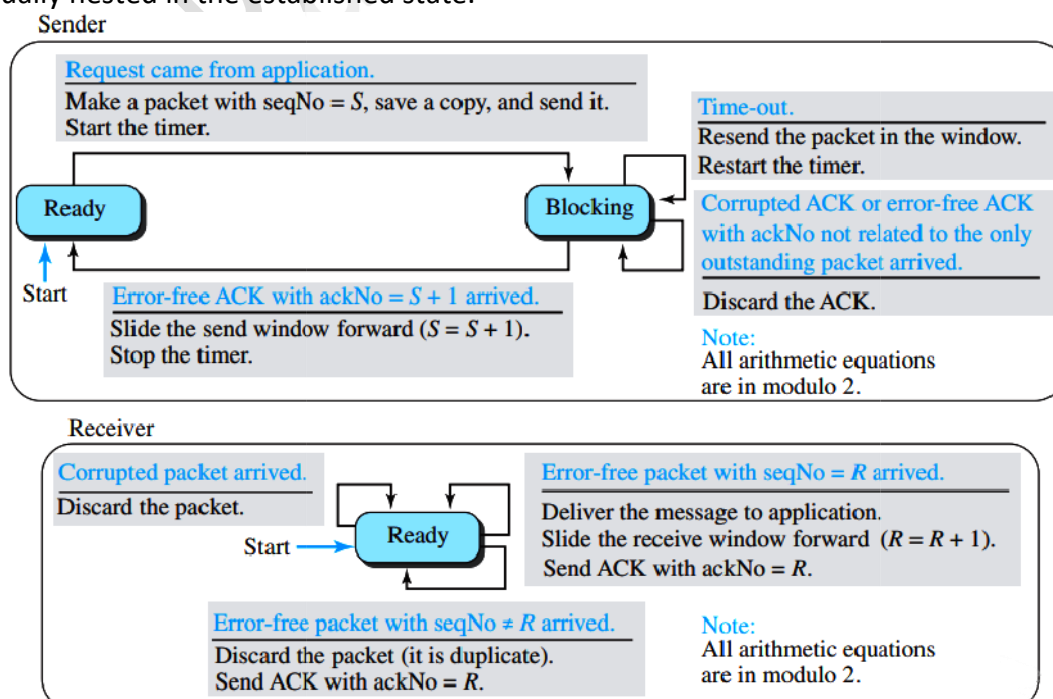 ually nested in the established state.
Sender
Request came from application.
Make a packet with seqNo = S, save a copy, and send it.
Start the timer.
Time-out.
Resend the packet in the window.
Restart the timer.
Ready
Blocking
Corrupted ACK or error-free ACK
with ackNo not related to the only
outstanding packet arrived.
Discard the ACK.
Start
Error-free ACK with ackNo = S + 1 arrived.
Slide the send window forward (S = S + 1).
Stop the timer.
Note:
All arithmetic equations
are in modulo 2.
Receiver
Corrupted packet arrived.
Discard the packet.
Start
Ready
Error-free packet with seqNo = R arrived.
Deliver the message to application.
Slide the receive window forward (R = R + 1).
Send ACK with ackNo = R.
Error-free packet with seqNo ≠ R arrived.
Discard the packet (it is duplicate).
Send ACK with ackNo = R.
Note:
All arithmetic equations
are in modulo 2.